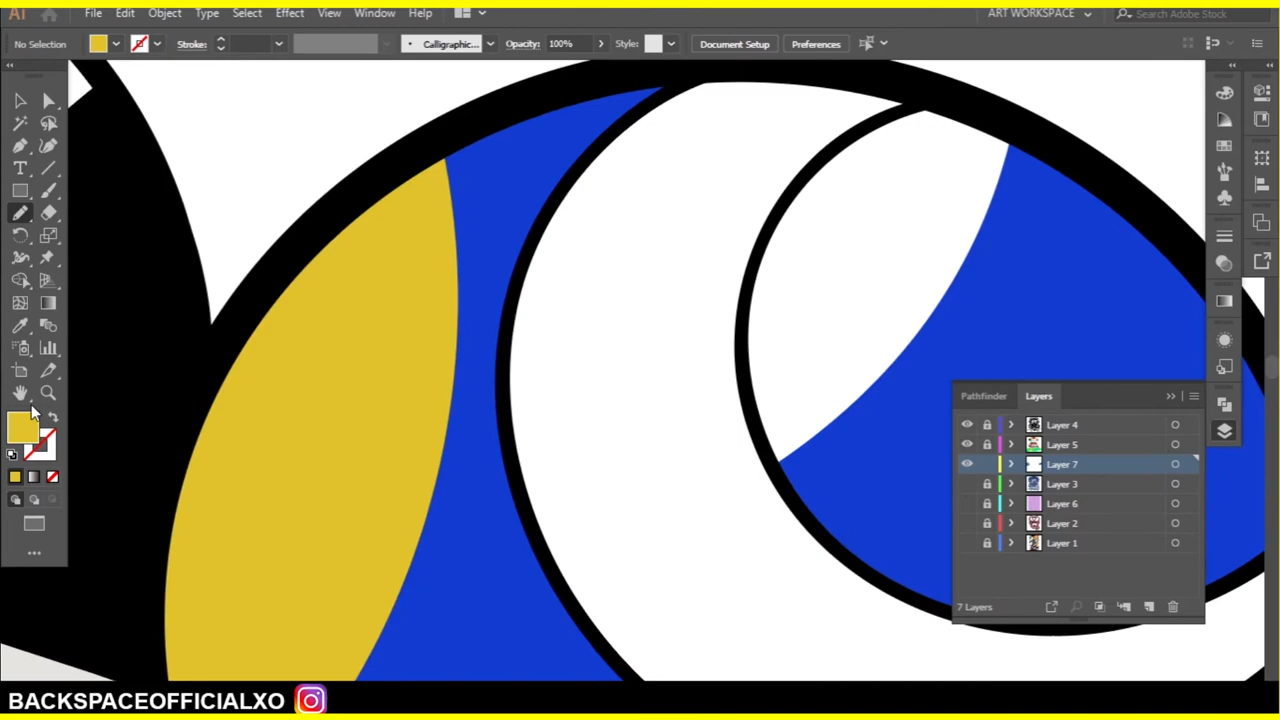 Ai File Edit Object Type Select Effect View Window Help ART WORKSPACE Search Adobe Stock
No Selection Stroke: Calligraphic... Opacity: 100% Style: Document Setup Preferences
Pathfinder Layers
Layer 4
Layer 5
Layer 7
Layer 3
Layer 6
Layer 2
Layer 1
7 Layers
BACKSPACEOFFICIALXO